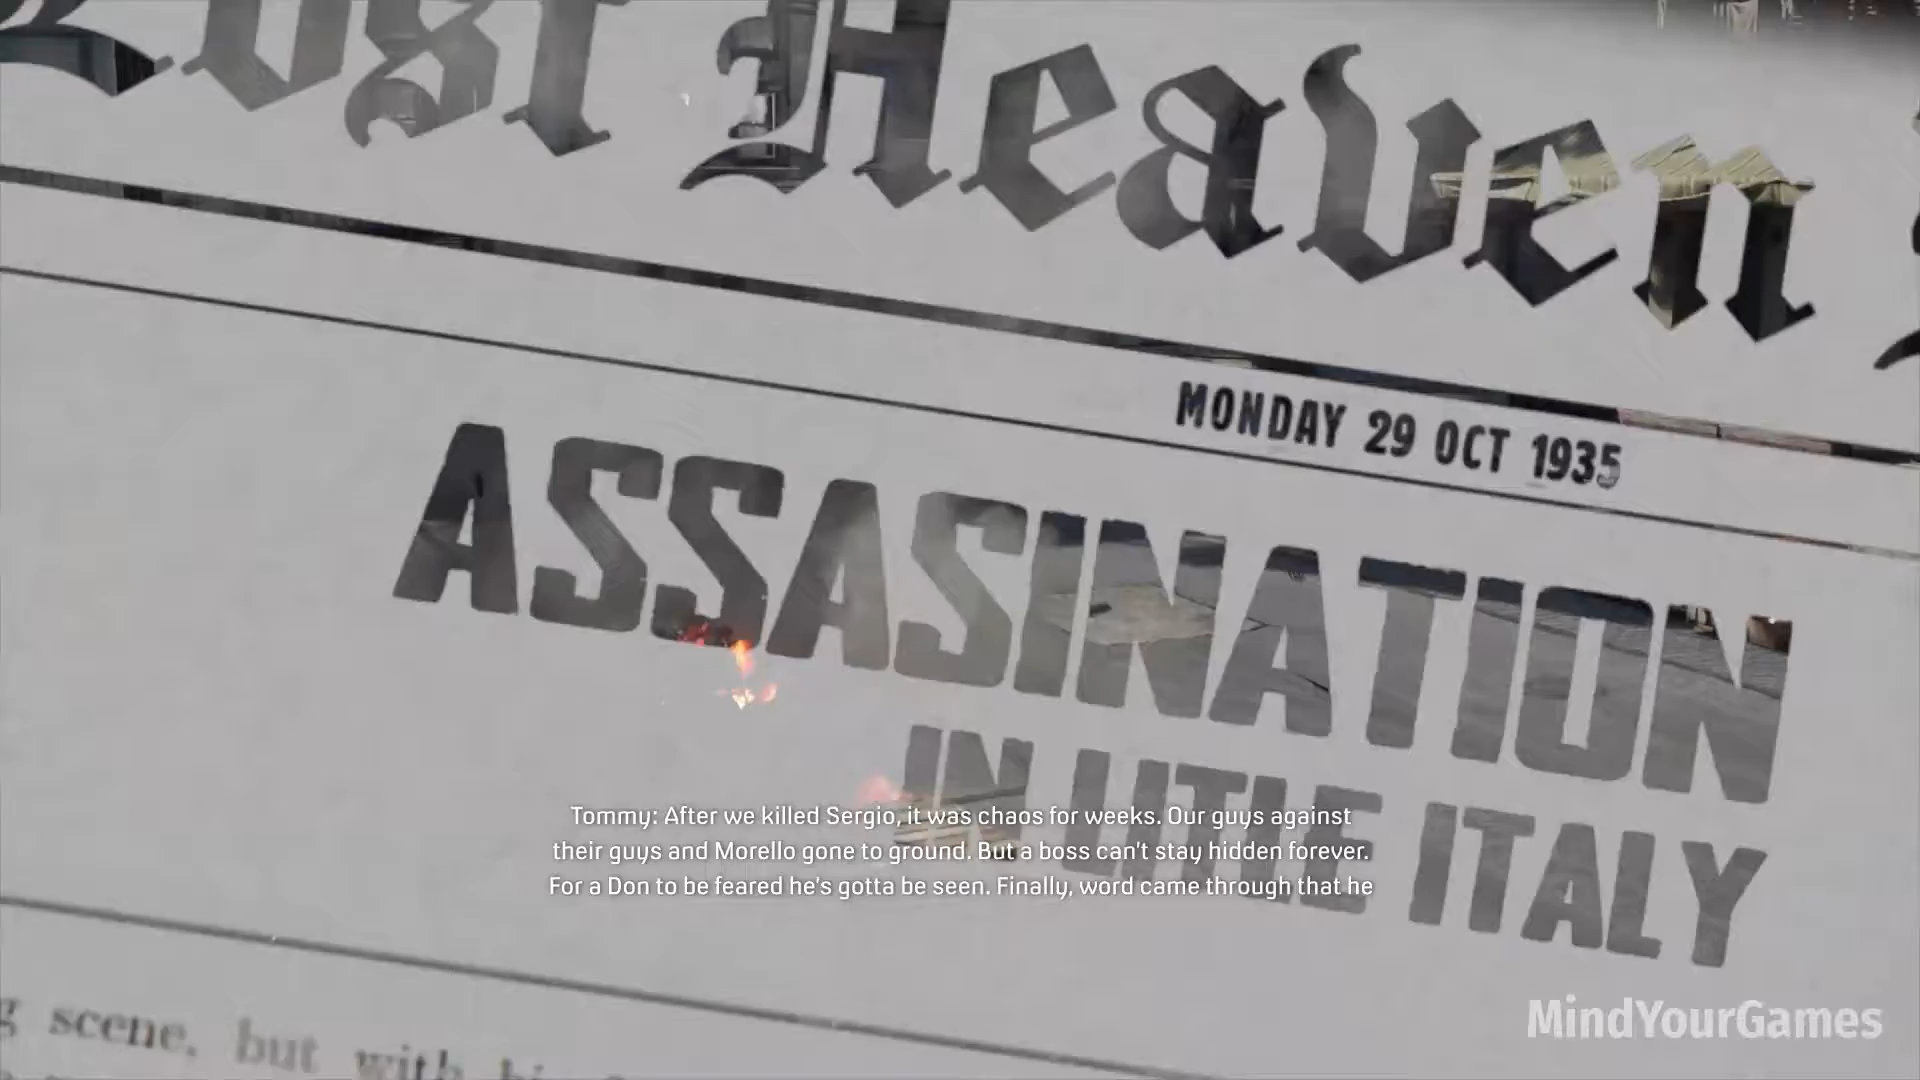 Lost Heaven
MONDAY 29 OCT 1935
ASSASINATION
IN LITTLE ITALY
Tommy: After we killed Sergio, it was chaos for weeks. Our guys against
their guys and Morello gone to ground. But a boss can't stay hidden forever.
For a Don to be feared he's gotta be seen. Finally, word came through that he
scene, but with
MindYourGames